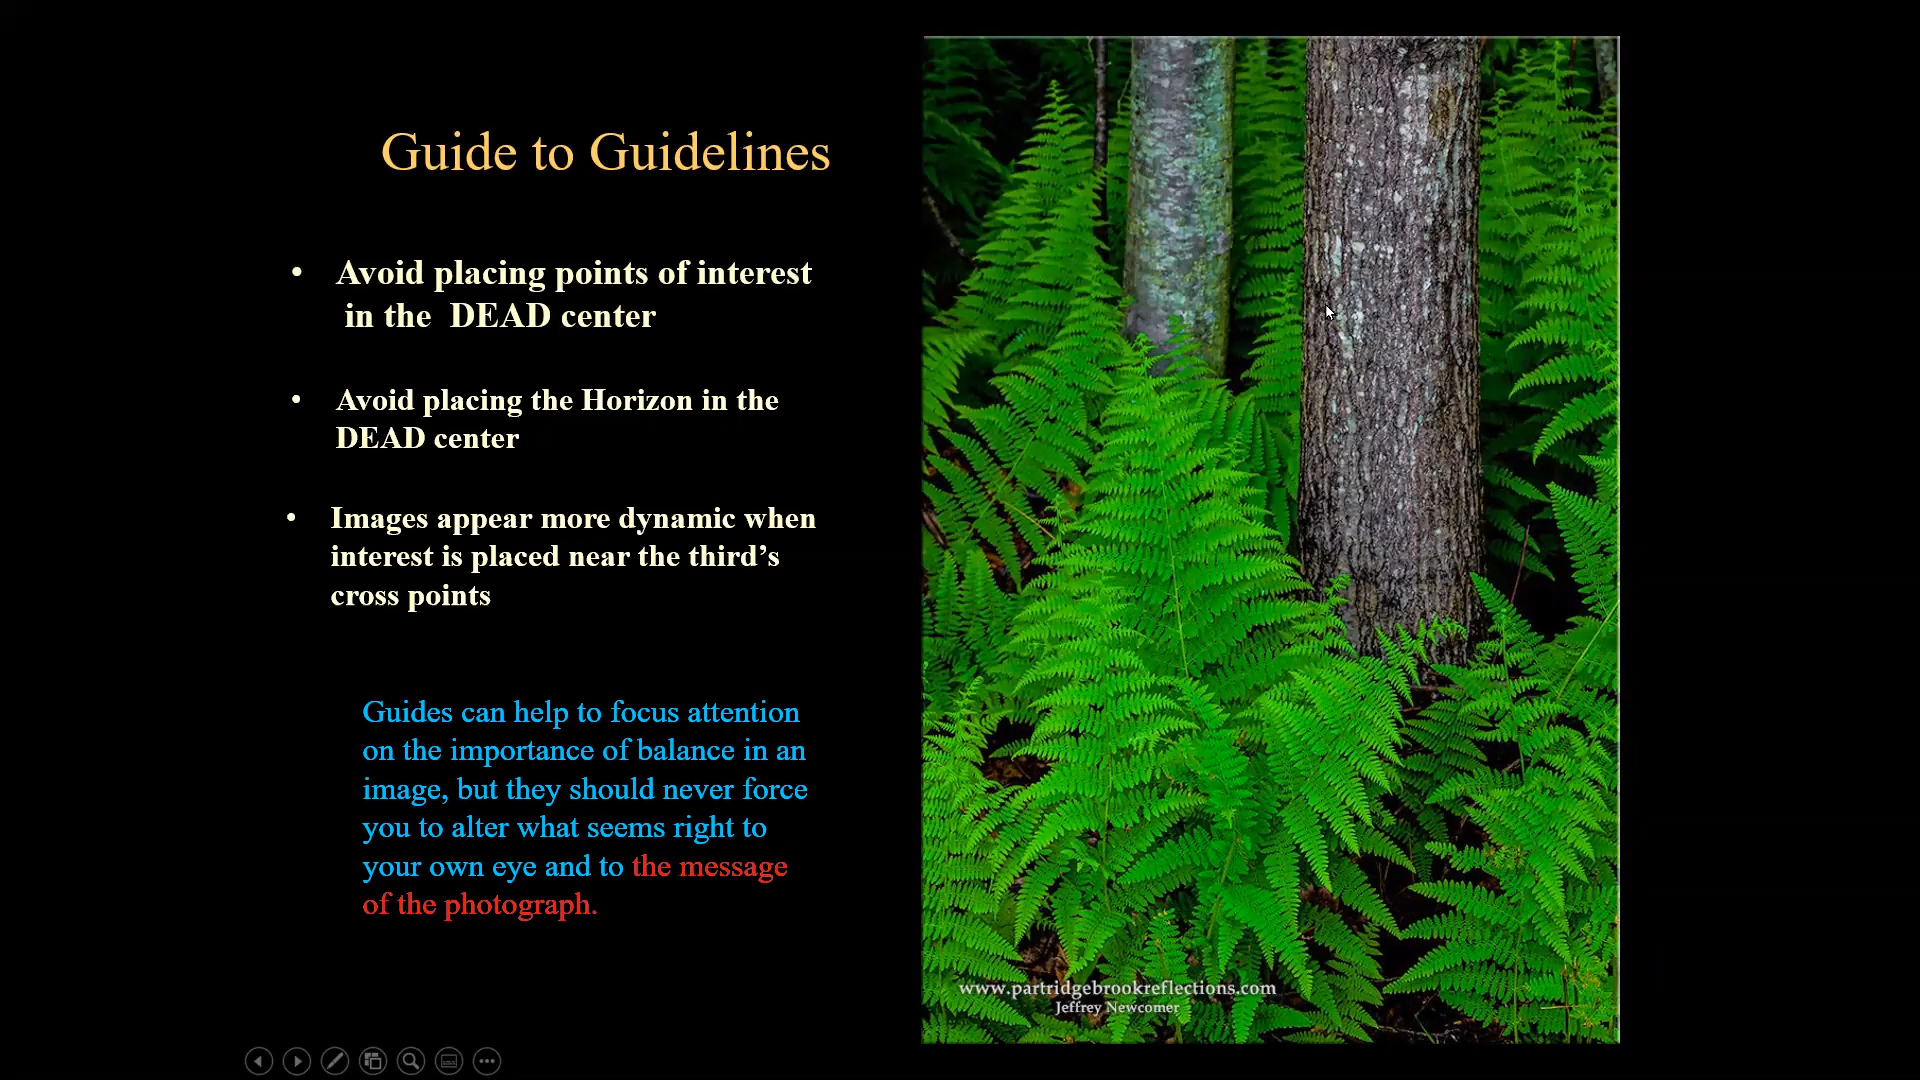 Guide to Guidelines
• Avoid placing points of interest
in the DEAD center
• Avoid placing the Horizon in the
DEAD center
• Images appear more dynamic when
interest is placed near the third’s
cross points
Guides can help to focus attention
on the importance of balance in an
image, but they should never force
you to alter what seems right to
your own eye and to the message
of the photograph.
www.partridgebrookreflections.com
Jeffrey Newcomer